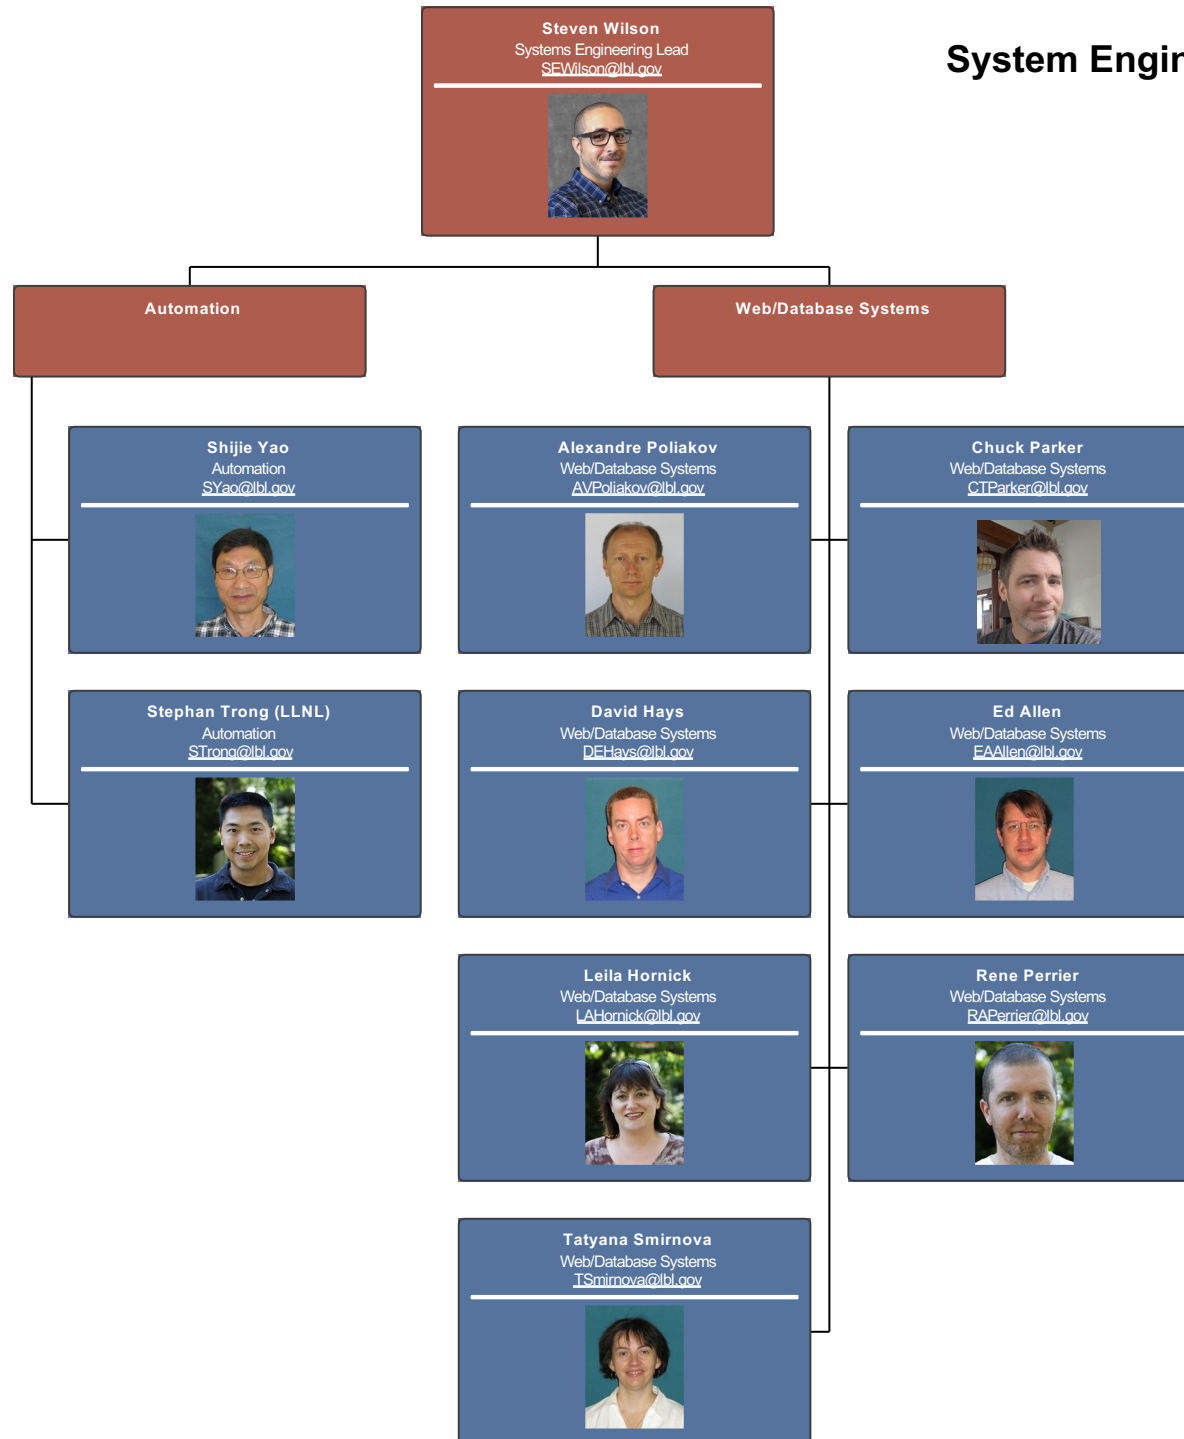 Steven Wilson
Systems Engineering Lead
SEWilson@lbl.gov
System Engin
Automation
Web/Database Systems
Shijie Yao
Automation
SYao@lbl.gov
Alexandre Poliakov
Web/Database Systems
AVPoliakov@lbl.gov
Chuck Parker
Web/Database Systems
CTParker@lbl.gov
Stephan Trong (LLNL)
Automation
STrong@lbl.gov
David Hays
Web/Database Systems
DEHays@lbl.gov
Ed Allen
Web/Database Systems
EAAllen@lbl.gov
Leila Hornick
Web/Database Systems
LAHornick@lbl.gov
Rene Perrier
Web/Database Systems
RAPerrier@lbl.gov
Tatyana Smirnova
Web/Database Systems
TSmirnova@lbl.gov